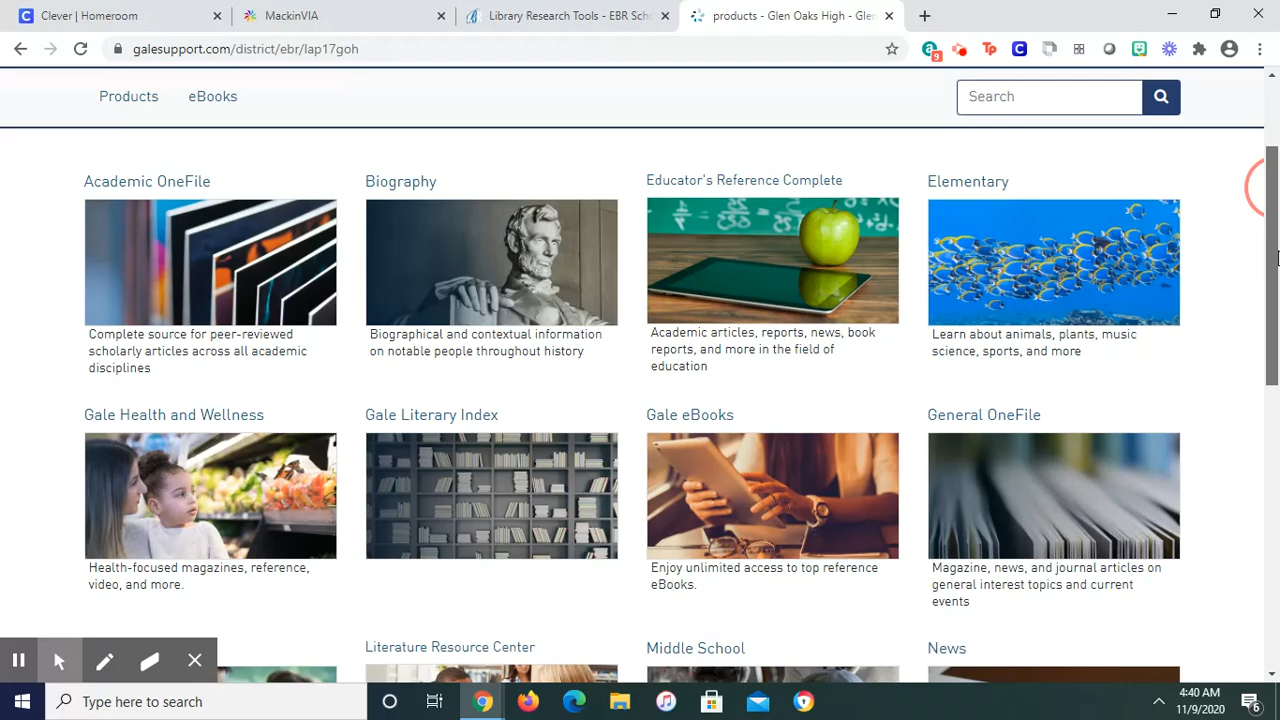 Clever | Homeroom
MackinVIA
Library Research Tools - EBR Scho
products - Glen Oaks High - Glen
galesupport.com/district/ebr/lap17goh
9
Products
eBooks
Search
Academic OneFile
Complete source for peer-reviewed
scholarly articles across all academic
disciplines
Biography
Biographical and contextual information
on notable people throughout history
Educator's Reference Complete
Academic articles, reports, news, book
reports, and more in the field of
education
Elementary
Learn about animals, plants, music
science, sports, and more
Gale Health and Wellness
Health-focused magazines, reference,
video, and more.
Gale Literary Index
Gale eBooks
Enjoy unlimited access to top reference
eBooks.
General OneFile
Magazine, news, and journal articles on
general interest topics and current
events
Literature Resource Center
Middle School
News
Type here to search
4:40 AM
11/9/2020
6